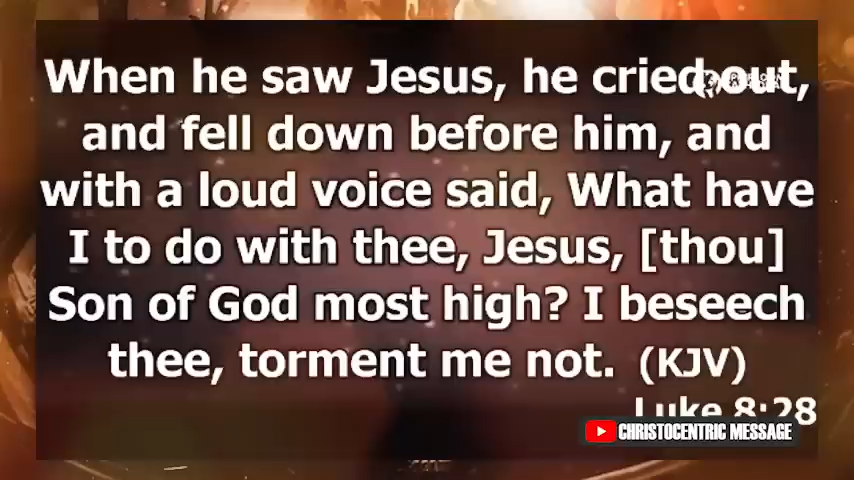 When he saw Jesus, he cried out,
and fell down before him, and
with a loud voice said, What have
I to do with thee, Jesus, [thou]
Son of God most high? I beseech
thee, torment me not. (KJV)
Luke 8:28
CHRISTOCENTRIC MESSAGE